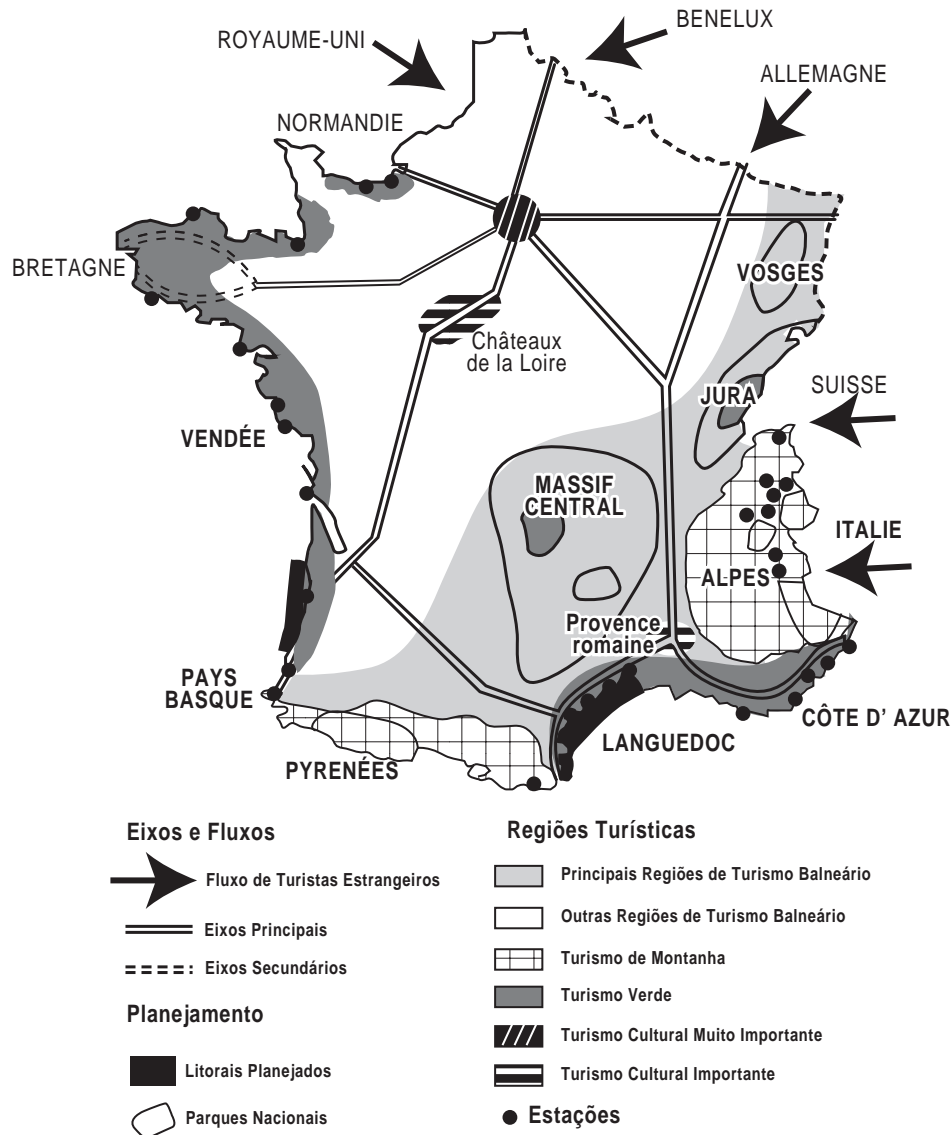 BENELUX
ROYAUME-UNI
ALLEMAGNE
NORMANDIE
BRETAGNE
VOSGES
Châteaux
de la Loire
JURA
SUISSE
VENDÉE
MASSIF
CENTRAL
ITALIE
ALPES
Provence
romaine
PAYS
BASQUE
CÔTE D' AZUR
LANGUEDOC
PYRENÉES
Eixos e Fluxos
Fluxo de Turistas Estrangeiros
Eixos Principais
Eixos Secundários
Planejamento
Litorais Planejados
Parques Nacionais
Regiões Turísticas
Principais Regiões de Turismo Balneário
Outras Regiões de Turismo Balneário
Turismo de Montanha
Turismo Verde
Turismo Cultural Muito Importante
Turismo Cultural Importante
Estações